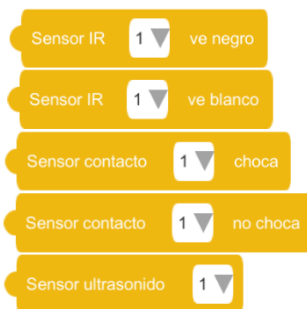 Sensor IR 1 ve negro
Sensor IR 1 ve blanco
Sensor contacto 1 choca
Sensor contacto 1 no choca
Sensor ultrasonido 1